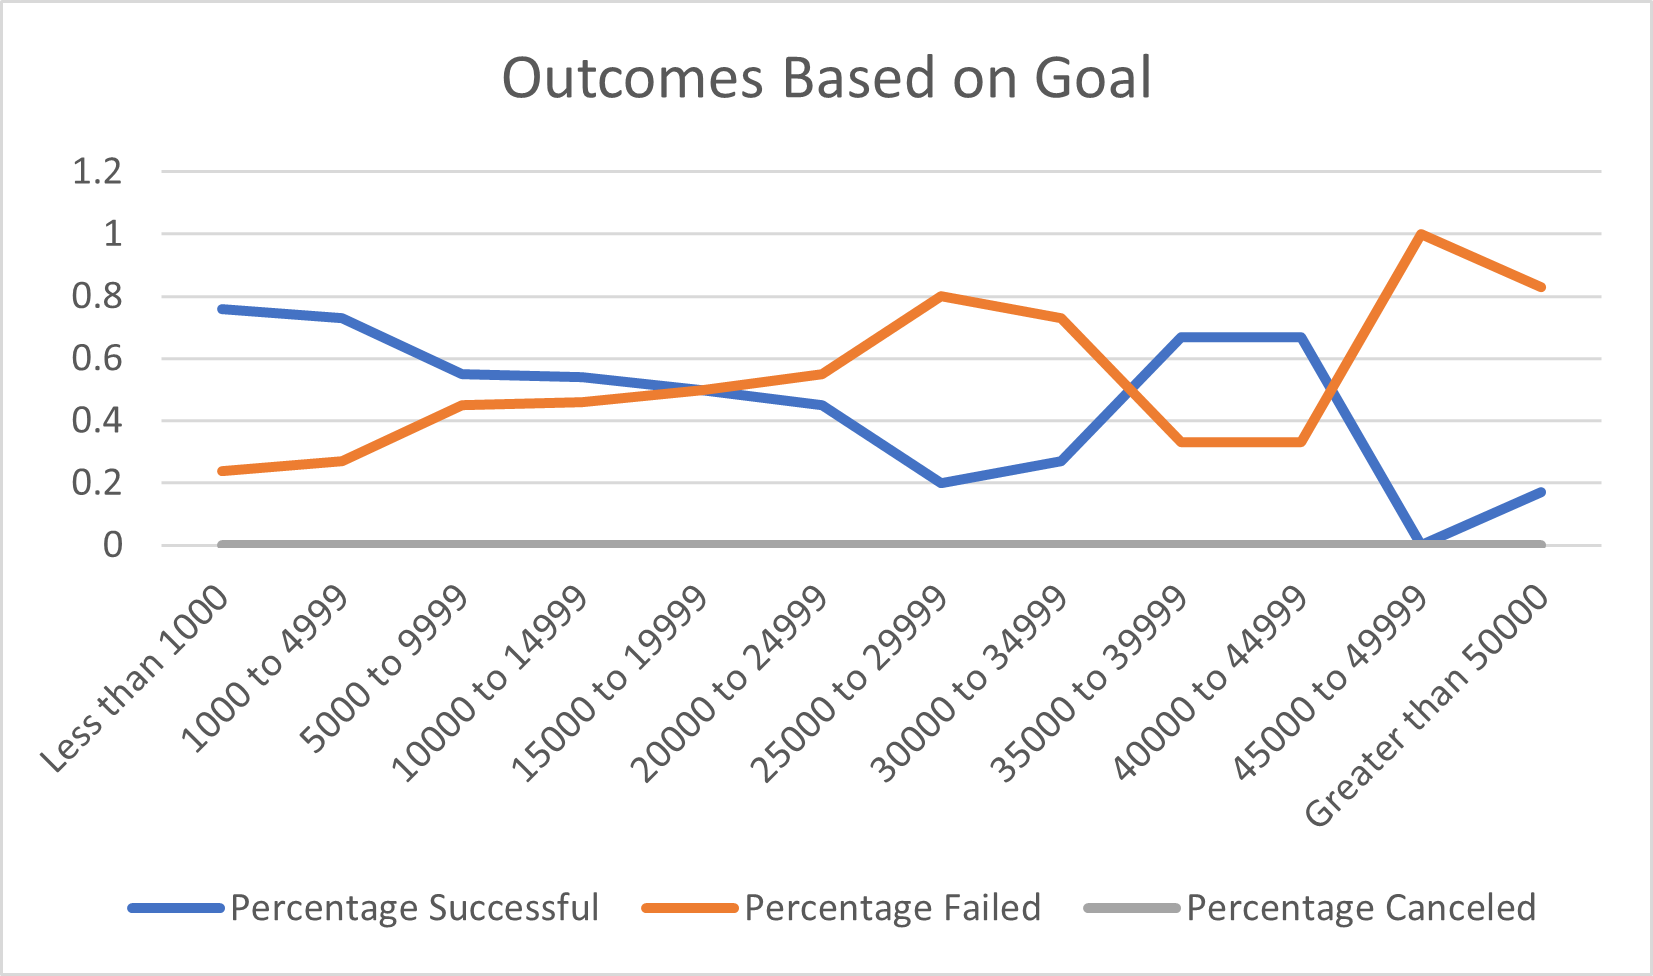 Outcomes Based on Goal
1.2
1
0.8
0.6
0.4
0.2
0
Less than 1000
1000 to 4999
5000 to 9999
10000 to 14999
15000 to 19999
20000 to 24999
25000 to 29999
30000 to 34999
35000 to 39999
40000 to 44999
45000 to 49999
Greater than 50000
Percentage Successful
Percentage Failed
Percentage Canceled